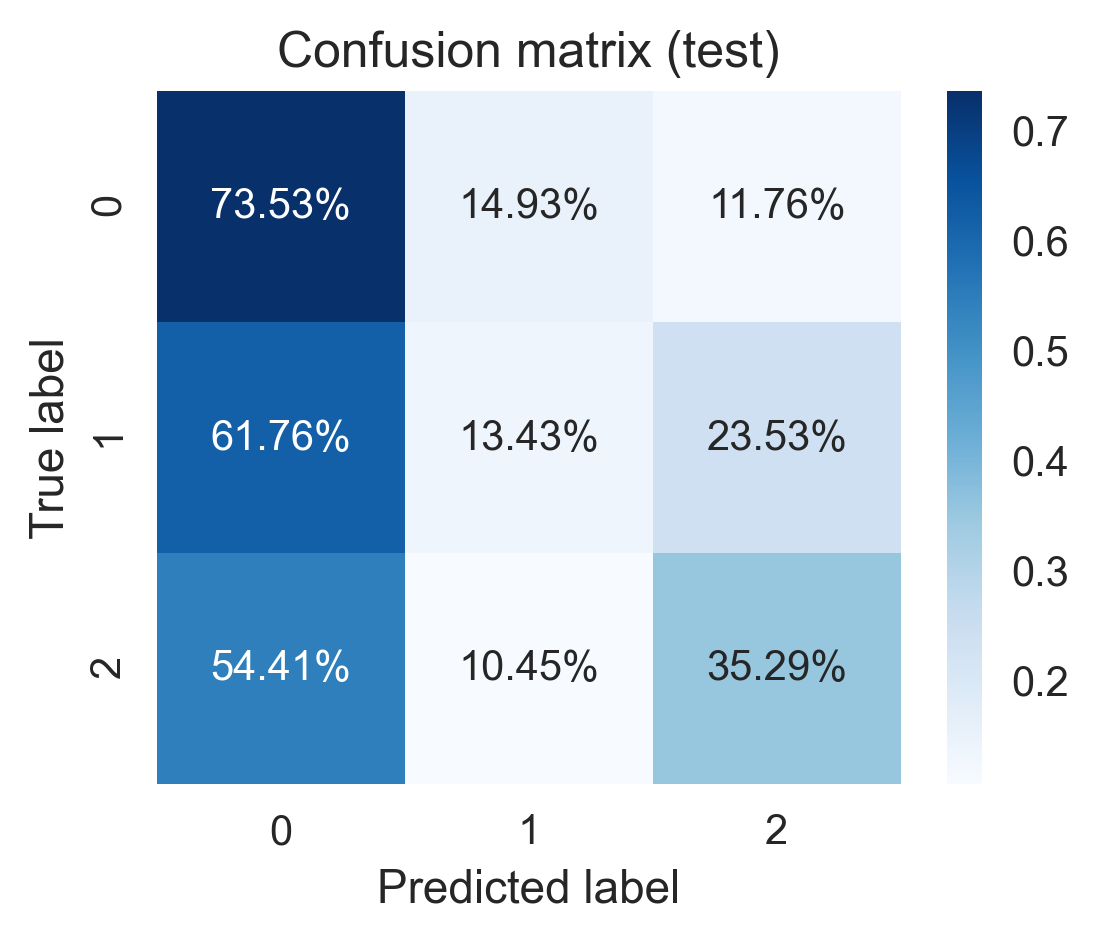 Confusion matrix (test)
0 73.53% 14.93% 11.76%
1 61.76% 13.43% 23.53%
2 54.41% 10.45% 35.29%
0 1 2
True label
Predicted label
0.7
0.6
0.5
0.4
0.3
0.2